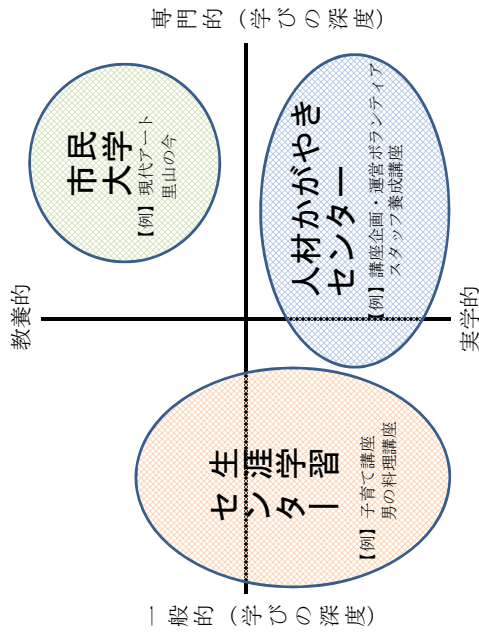 教養的
専門的（学びの深度）
市民
大学
【例】現代アート
里山の今
人材かがやき
センター
【例】講座企画・運営ボランティア
スタッフ養成講座
生涯学習
センター
【例】子育て講座
男の料理講座
一般的（学びの深度）
実学的